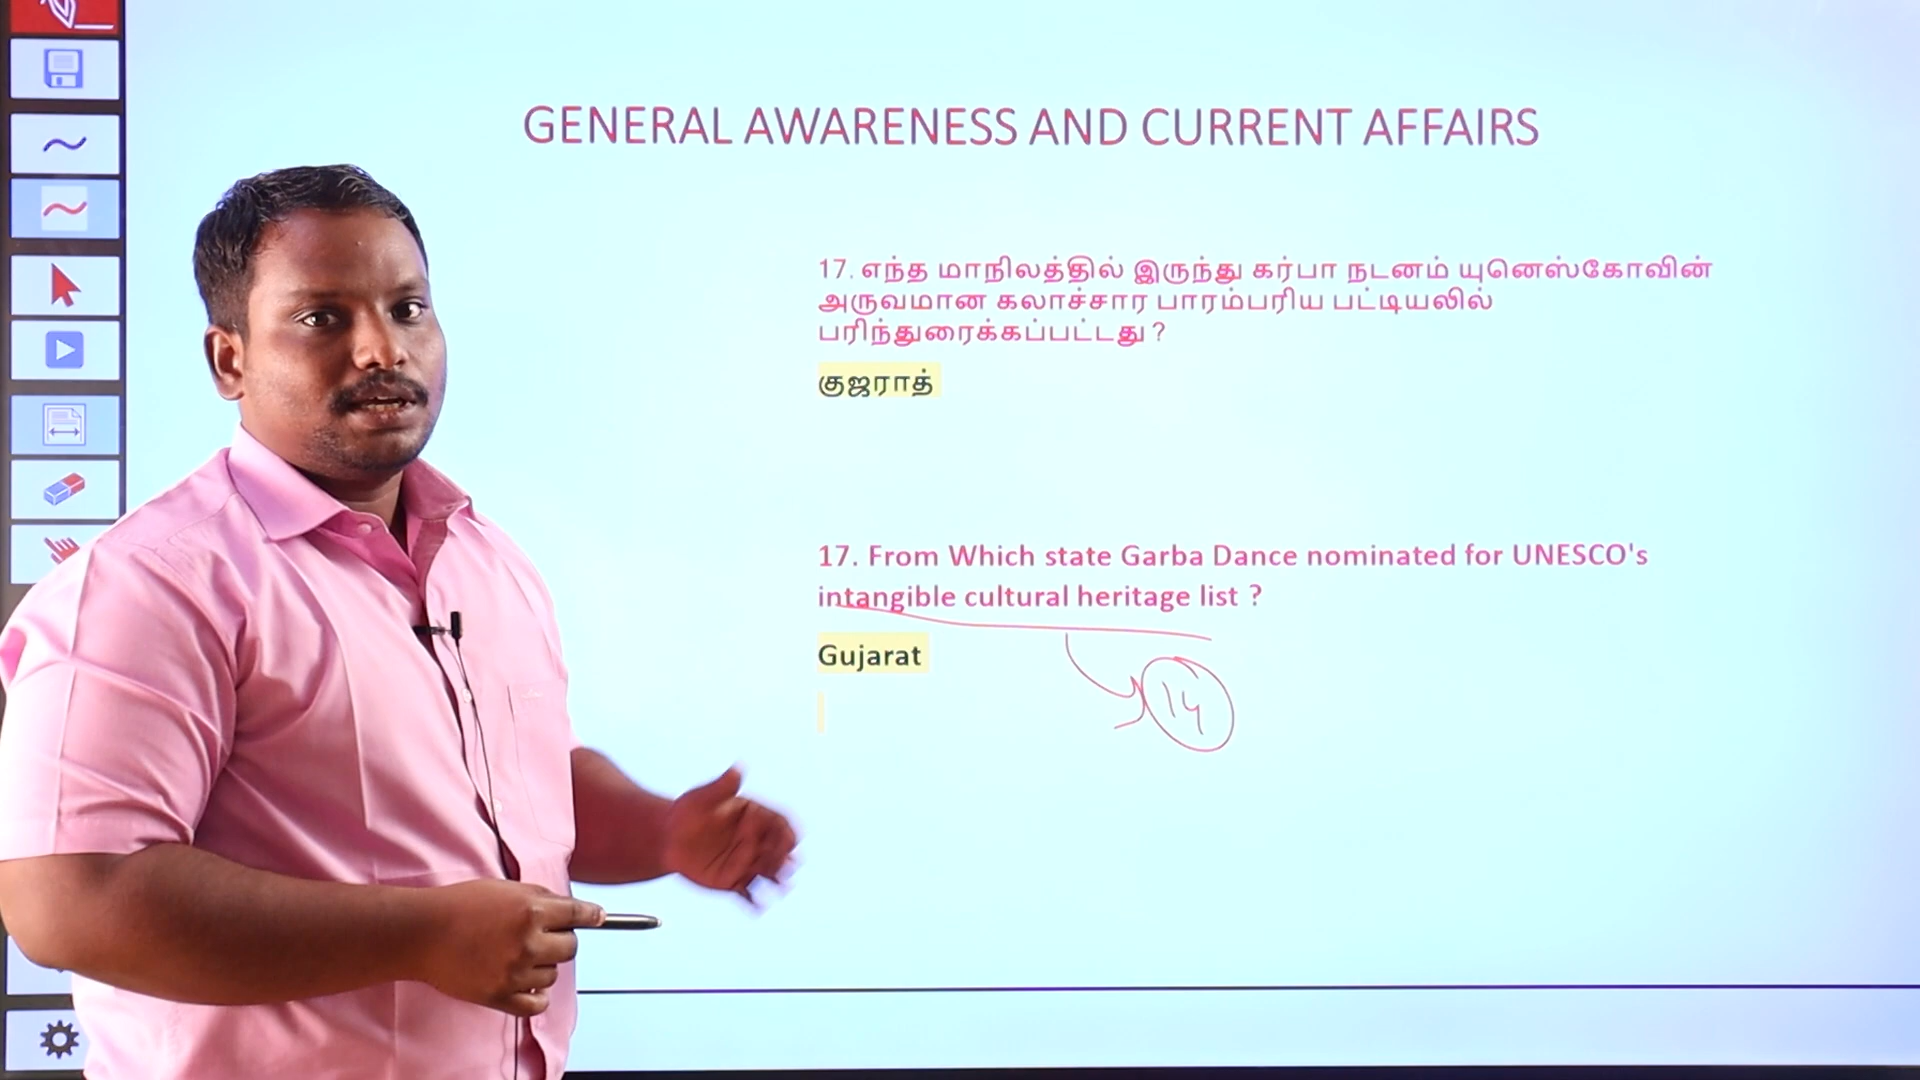 GENERAL AWARENESS AND CURRENT AFFAIRS
17. எந்த மாநிலத்தில் இருந்து கர்பா நடனம் யுனெஸ்கோவின்
அருவமான கலாச்சார பாரம்பரிய பட்டியலில்
பரிந்துரைக்கப்பட்டது ?
குஜராத்
17. From Which state Garba Dance nominated for UNESCO's
intangible cultural heritage list ?
Gujarat
14